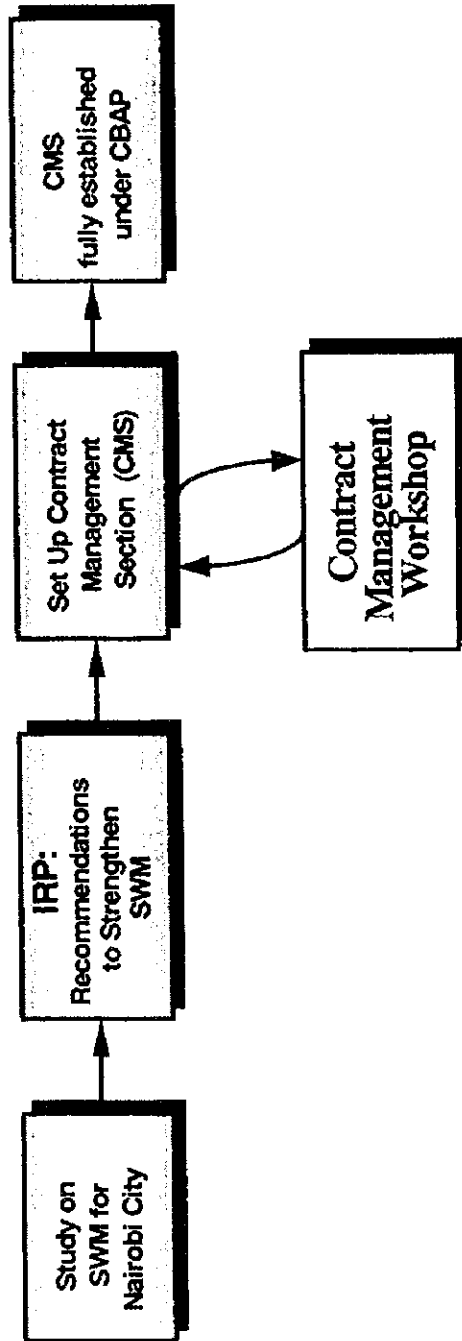 Study on
SWM for
Nairobi City
IRP:
Recommendations
to Strengthen
SWM
Set Up Contract
Management
Section (CMS)
CMS
fully established
under CBAP
Contract
Management
Workshop